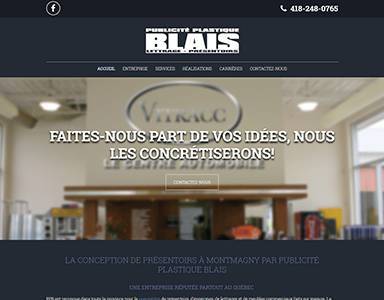 f
418-248-0765
PUBLICITÉ PLASTIQUE
BLAIS
LETTRAGE - PRÉSENTOIRS
ACCUEIL ENTREPRISE SERVICES RÉALISATIONS CARRIÈRES CONTACTEZ-NOUS
VITRACC
FAITES-NOUS PART DE VOS IDÉES, NOUS
LES CONCRÉTISERONS!
LE CENTRE AUTOMOBILE
CONTACTEZ-NOUS
LA CONCEPTION DE PRÉSENTOIRS À MONTMAGNY PAR PUBLICITÉ
PLASTIQUE BLAIS
UNE ENTREPRISE RÉPUTÉE PARTOUT AU QUÉBEC